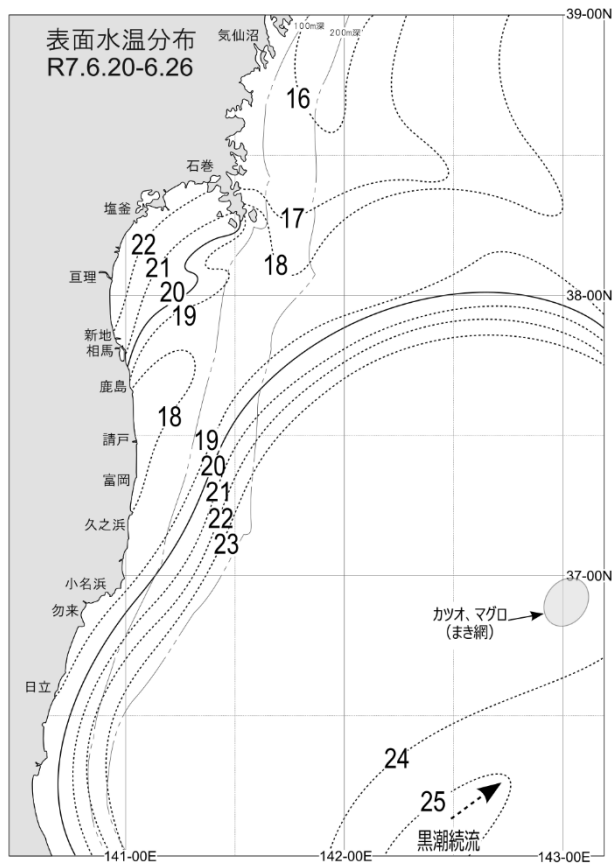 39-00N
表面水温分布
R7.6.20-6.26
気仙沼
100m深
200m深
16
石巻
塩釜
17
22
18
21
亘理
20
38-00N
19
新地
相馬
鹿島
18
請戸
19
20
富岡
21
久之浜
22
23
37-00N
小名浜
勿来
カツオ、マグロ
(まき網)
日立
24
25
黒潮続流
141-00E
142-00E
143-00E